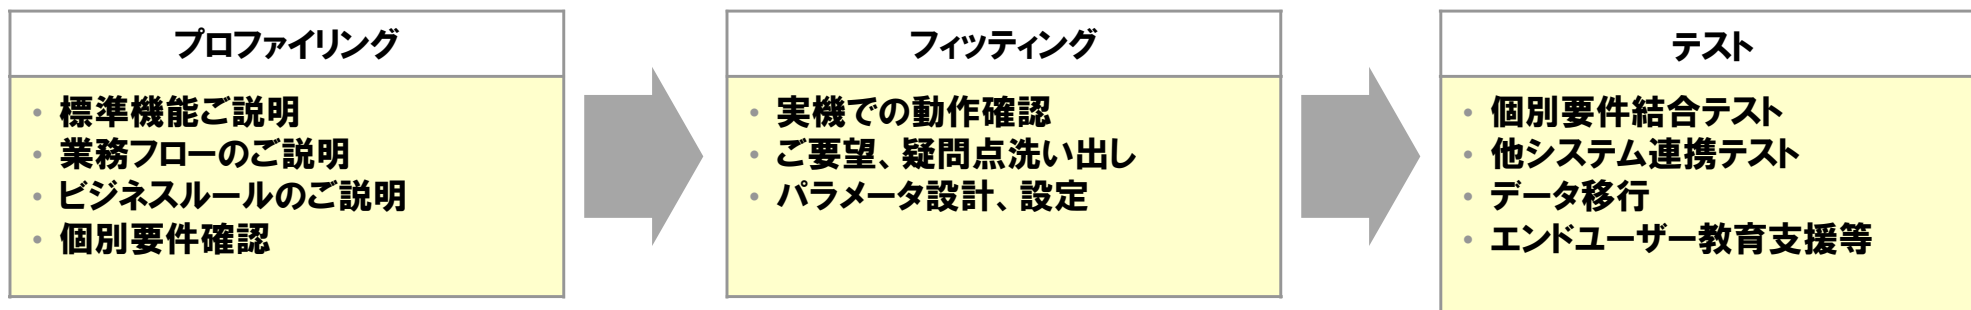 プロファイリング
・ 標準機能ご説明
・ 業務フローのご説明
・ ビジネスルールのご説明
・ 個別要件確認
フィッティング
・ 実機での動作確認
・ ご要望、疑問点洗い出し
・ パラメータ設計、設定
テスト
・ 個別要件結合テスト
・ 他システム連携テスト
・ データ移行
・ エンドユーザー教育支援等